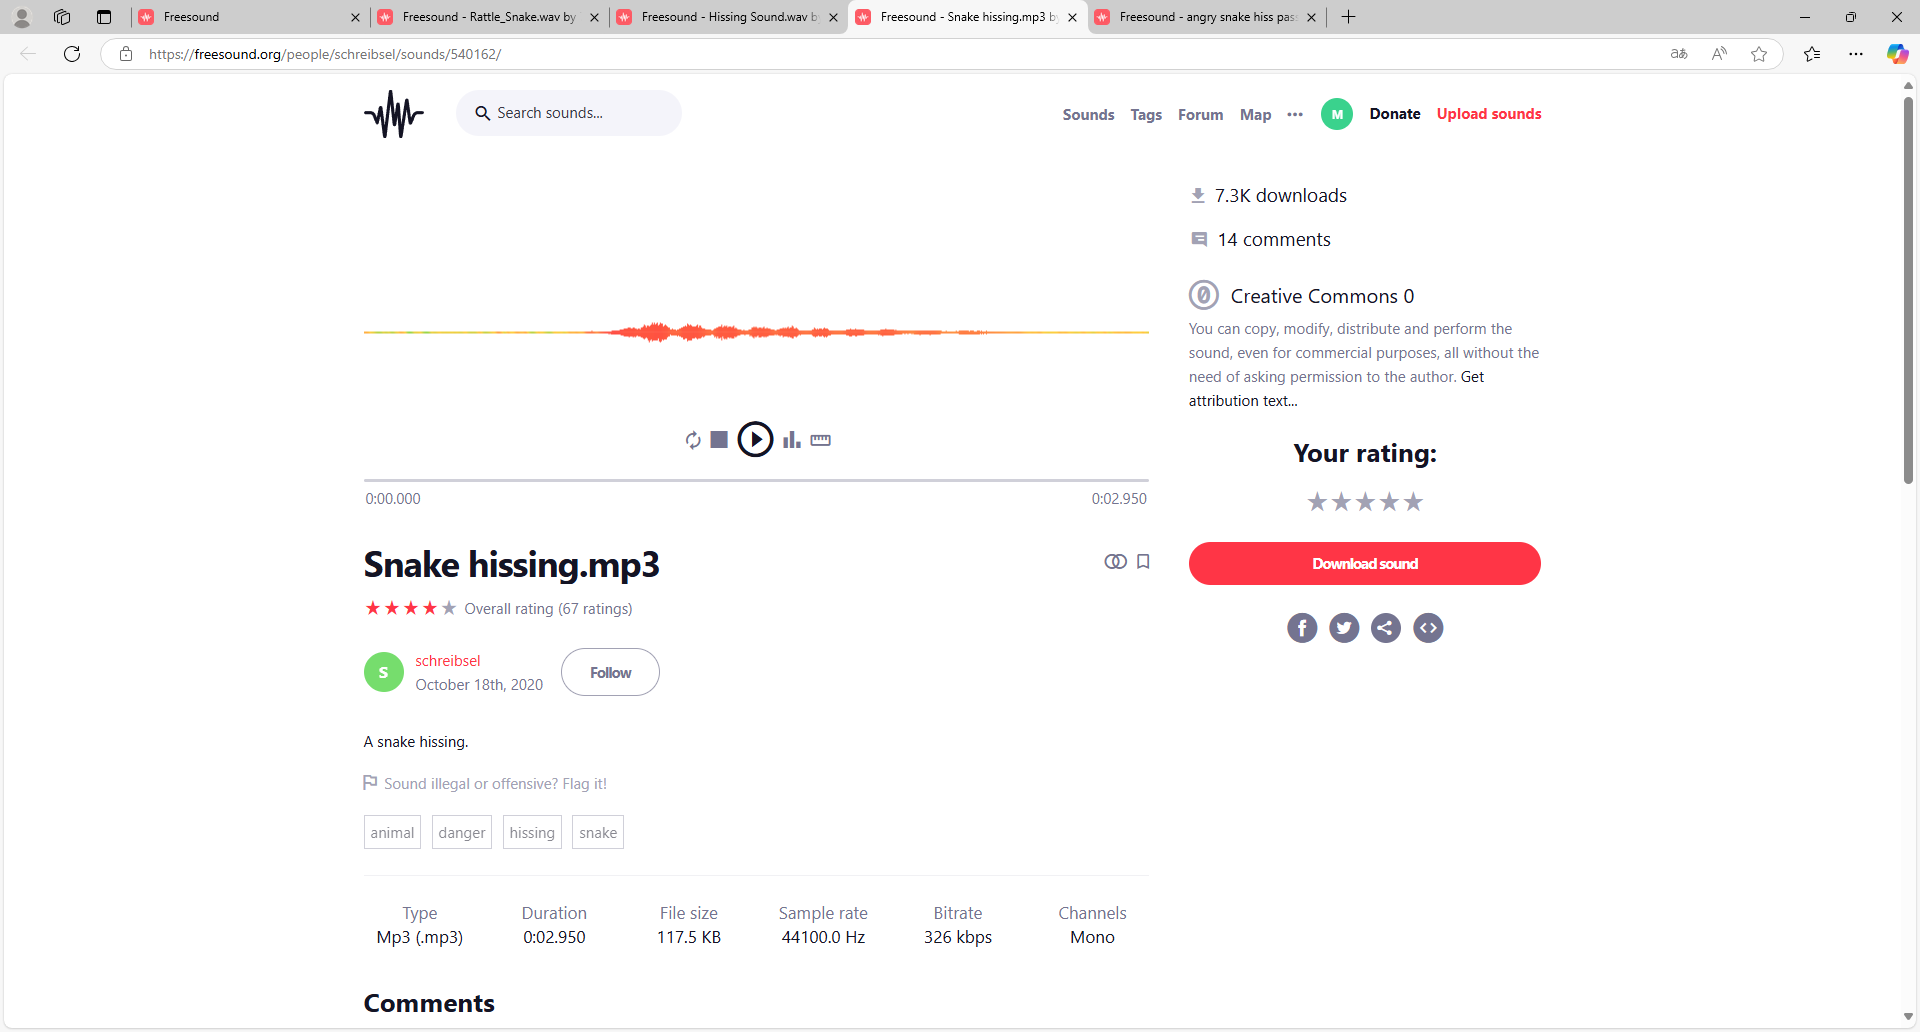 Freesound
Freesound - Rattle_Snake.wav by
Freesound - Hissing Sound.wav b
Freesound - Snake hissing.mp3 by
Freesound - angry snake hiss pas
https://freesound.org/people/schreibsel/sounds/540162/
Search sounds...
Sounds
Tags
Forum
Map
M
Donate
Upload sounds
7.3K downloads
14 comments
Creative Commons 0
You can copy, modify, distribute and perform the
sound, even for commercial purposes, all without the
need of asking permission to the author. Get
attribution text...
Your rating:
Download sound
0:00.000
0:02.950
Snake hissing.mp3
Overall rating (67 ratings)
S
schreibsel
October 18th, 2020
Follow
A snake hissing.
Sound illegal or offensive? Flag it!
animal
danger
hissing
snake
Type
Duration
File size
Sample rate
Bitrate
Channels
Mp3 (.mp3)
0:02.950
117.5 KB
44100.0 Hz
326 kbps
Mono
Comments